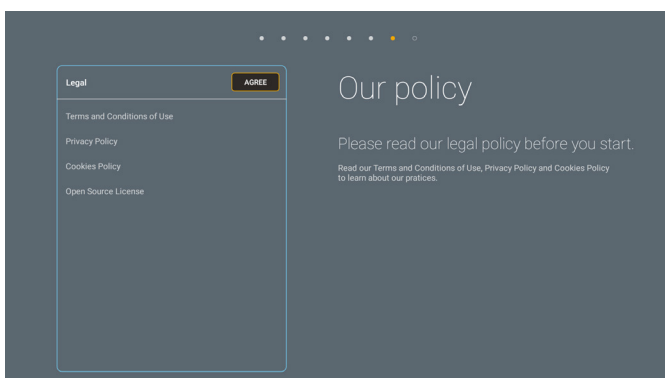 Legal
AGREE
Terms and Conditions of Use
Privacy Policy
Cookies Policy
Open Source License
Our policy
Please read our legal policy before you start.
Read our Terms and Conditions of Use, Privacy Policy and Cookies Policy
to learn about our pratices.